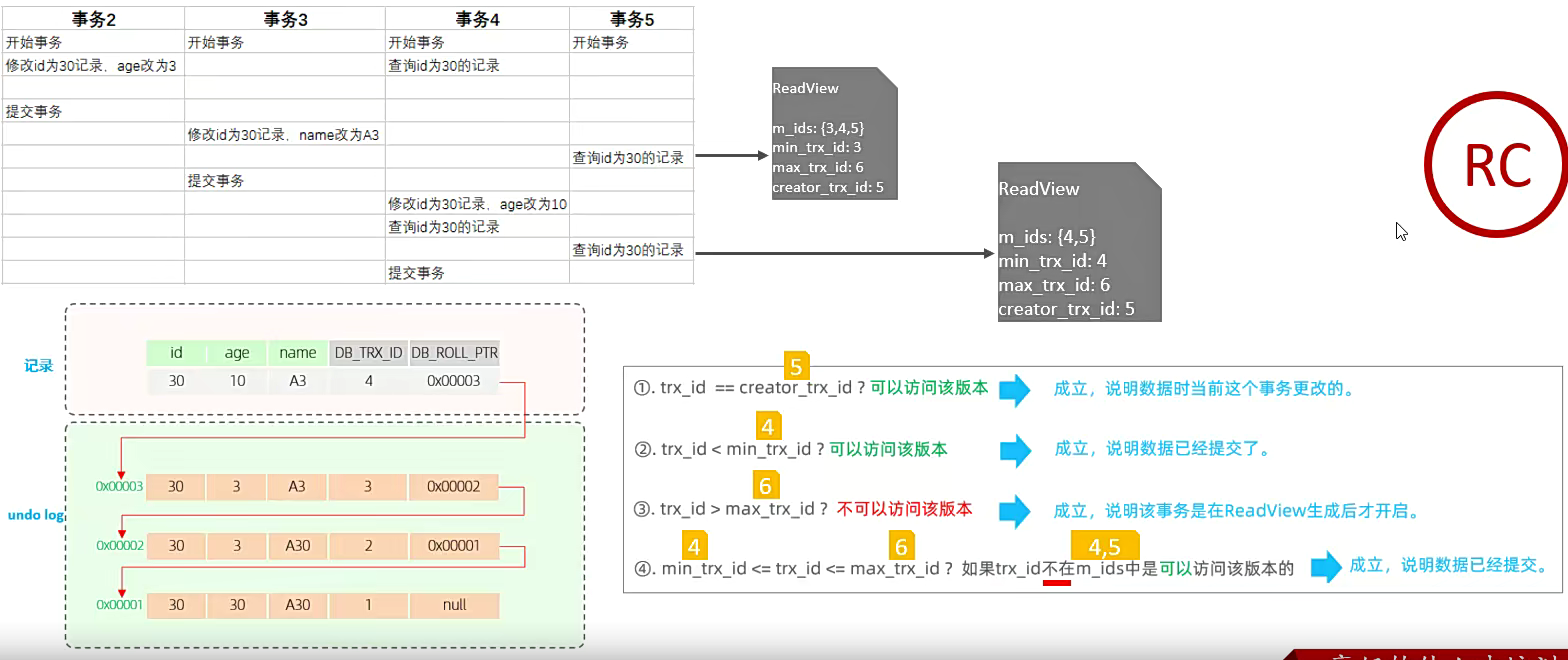 事务2 事务3 事务4 事务5
开始事务 开始事务 开始事务 开始事务
修改id为30记录，age改为3 查询id为30的记录
提交事务
修改id为30记录，name改为A3
查询id为30的记录
提交事务
修改id为30记录，age改为10
查询id为30的记录
查询id为30的记录
提交事务
ReadView
m_ids: {3,4,5}
min_trx_id: 3
max_trx_id: 6
creator_trx_id: 5
ReadView
m_ids: {4,5}
min_trx_id: 4
max_trx_id: 6
creator_trx_id: 5
RC
记录
id age name DB_TRX_ID DB_ROLL_PTR
30 10 A3 4 0x00003
undo log
0x00003 30 3 A3 3 0x00002
0x00002 30 3 A30 2 0x00001
0x00001 30 30 A30 1 null
5
①. trx_id == creator_trx_id ? 可以访问该版本 成立，说明数据时当前这个事务更改的。
4
②. trx_id < min_trx_id ? 可以访问该版本 成立，说明数据已经提交了。
6
③. trx_id > max_trx_id ? 不可以访问该版本 成立，说明该事务是在ReadView生成后才开启。
4 6 4,5
④. min_trx_id <= trx_id <= max_trx_id ? 如果trx_id不在m_ids中是可以访问该版本的 成立，说明数据已经提交。